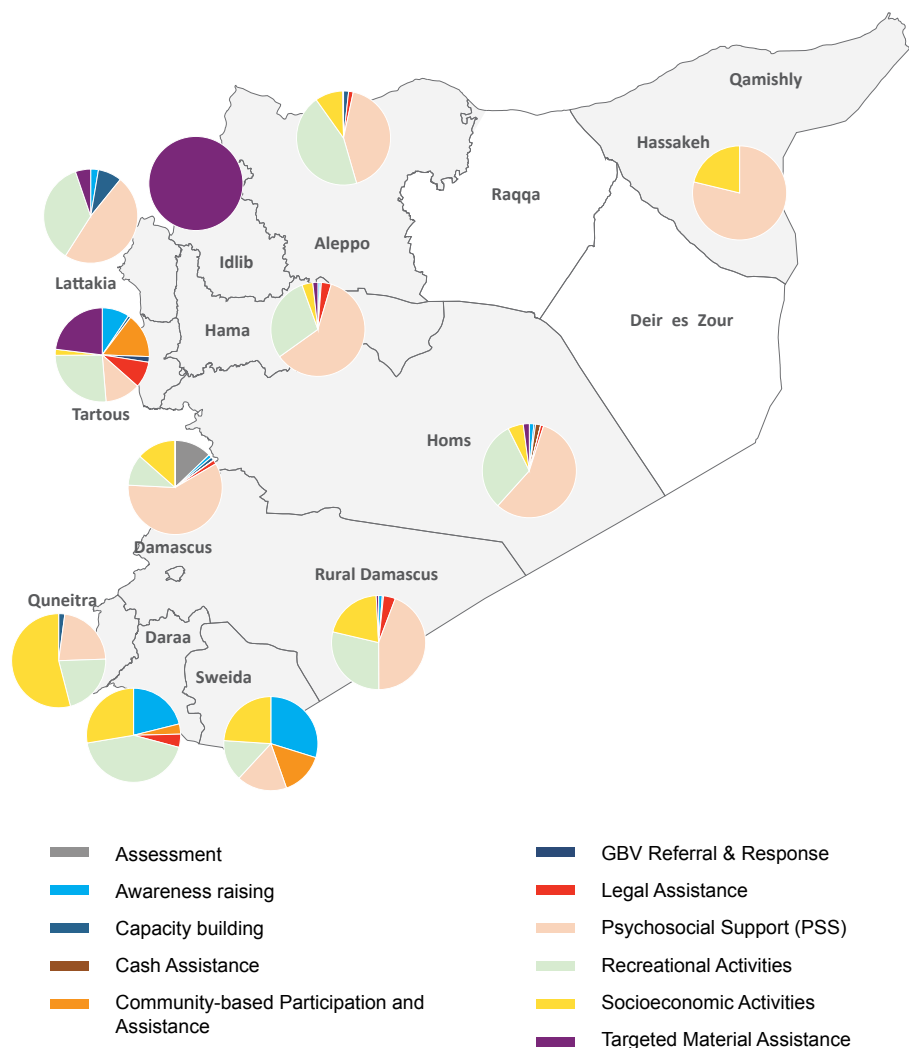 Qamishly
Hassakeh
Raqqa
Aleppo
Idlib
Lattakia
Deir es Zour
Hama
Tartous
Homs
Damascus
Rural Damascus
Quneitra
Daraa
Sweida
Assessment
Awareness raising
Capacity building
Cash Assistance
Community-based Participation and
Assistance
GBV Referral & Response
Legal Assistance
Psychosocial Support (PSS)
Recreational Activities
Socioeconomic Activities
Targeted Material Assistance